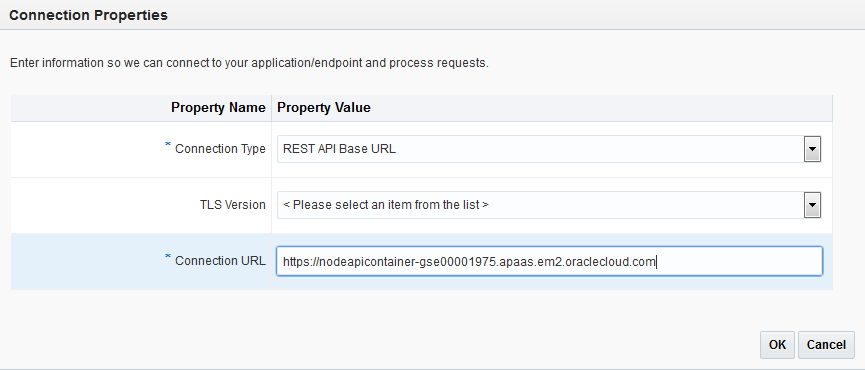 Connection Properties
Enter information so we can connect to your application/endpoint and process requests.
Property Name Property Value
* Connection Type REST API Base URL
TLS Version < Please select an item from the list >
* Connection URL https://nodeapicontainer-gse00001975.apaas.em2.oraclecloud.com
OK Cancel